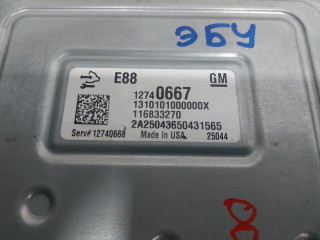 ЭБУ
E88 GM
12740667
1310101000000X
116833270
2A25043650431565
Serv# 12740668 Made in USA 25044